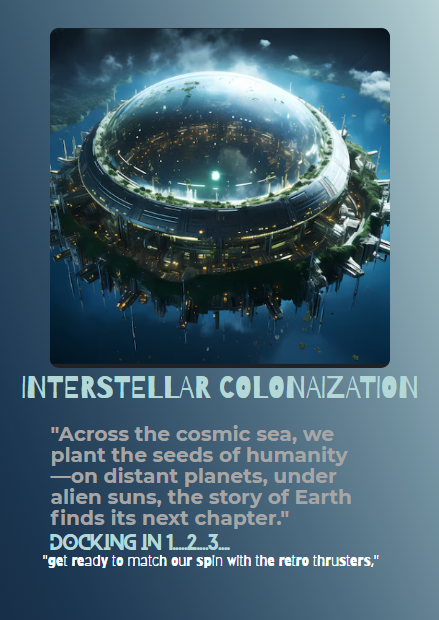 INTERSTELLAR COLONAIZATION
"Across the cosmic sea, we
plant the seeds of humanity
—on distant planets, under
alien suns, the story of Earth
finds its next chapter."
DOCKING IN 1.....2....3....
"get ready to match our spin with the retro thrusters,"